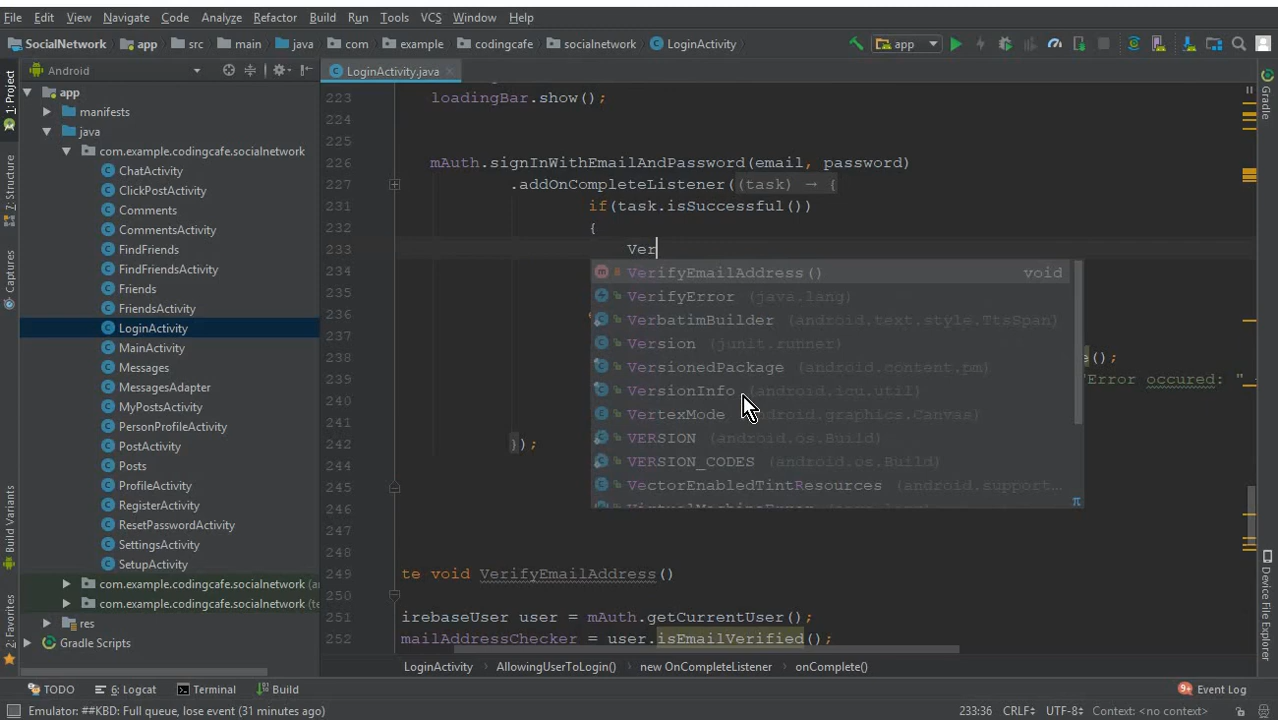 File Edit View Navigate Code Analyze Refactor Build Run Tools VCS Window Help
SocialNetwork app src main java com example codingcafe socialnetwork LoginActivity app
Android
LoginActivity.java
1: Project
7: Structure
Captures
Build Variants
2: Favorites
app
manifests
java
com.example.codingcafe.socialnetwork
ChatActivity
ClickPostActivity
Comments
CommentsActivity
FindFriends
FindFriendsActivity
Friends
FriendsActivity
LoginActivity
MainActivity
Messages
MessagesAdapter
MyPostsActivity
PersonProfileActivity
PostActivity
Posts
ProfileActivity
RegisterActivity
ResetPasswordActivity
SettingsActivity
SetupActivity
com.example.codingcafe.socialnetwork (a
com.example.codingcafe.socialnetwork (te
res
Gradle Scripts
223 loadingBar.show();
224
225
226 mAuth.signInWithEmailAndPassword(email, password)
227 .addOnCompleteListener((task) → {
231 if(task.isSuccessful())
232 {
233 Ver
234 VerifyEmailAddress() void
235 VerifyError (java.lang)
236 VerbatimBuilder (android.text.style.TtsSpan)
237 Version (junit.runner)
238 VersionedPackage (android.content.pm) e();
239 VersionInfo (android.icu.util) "Error occured: "
240 VertexMode android.graphics.Canvas)
241 VERSION (android.os.Build)
242 });
VERSION_CODES (android.os.Build)
244
245 VectorEnabledTintResources (android.support...
246 VirtualMachineError
π
247
248
249 te void VerifyEmailAddress()
250
251 irebaseUser user = mAuth.getCurrentUser();
252 mailAddressChecker = user.isEmailVerified();
Gradle
Device File Explorer
LoginActivity AllowingUserToLogin() new OnCompleteListener onComplete()
TODO 6: Logcat Terminal Build 9+ Event Log
Emulator: ##KBD: Full queue, lose event (31 minutes ago) 233:36 CRLF÷ UTF-8÷ Context: <no context>